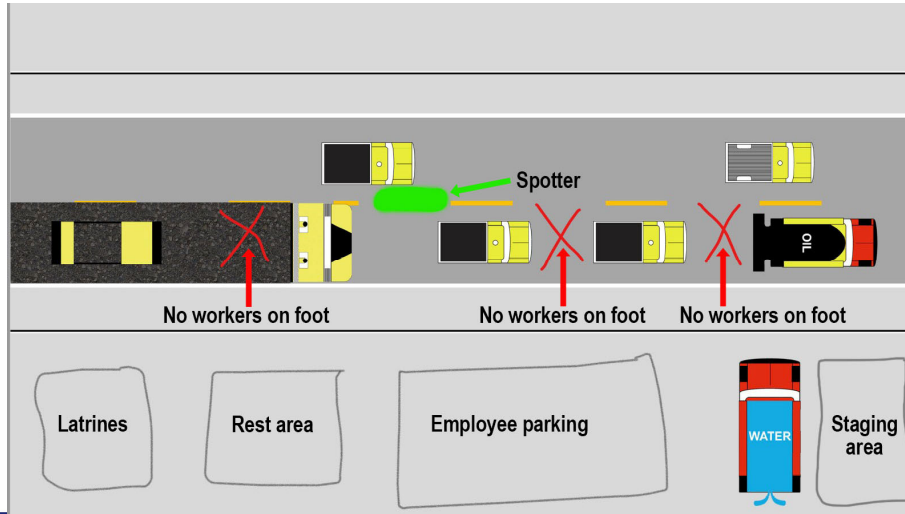 Spotter
OIL
No workers on foot
No workers on foot
No workers on foot
Latrines
Rest area
Employee parking
WATER
Staging
area